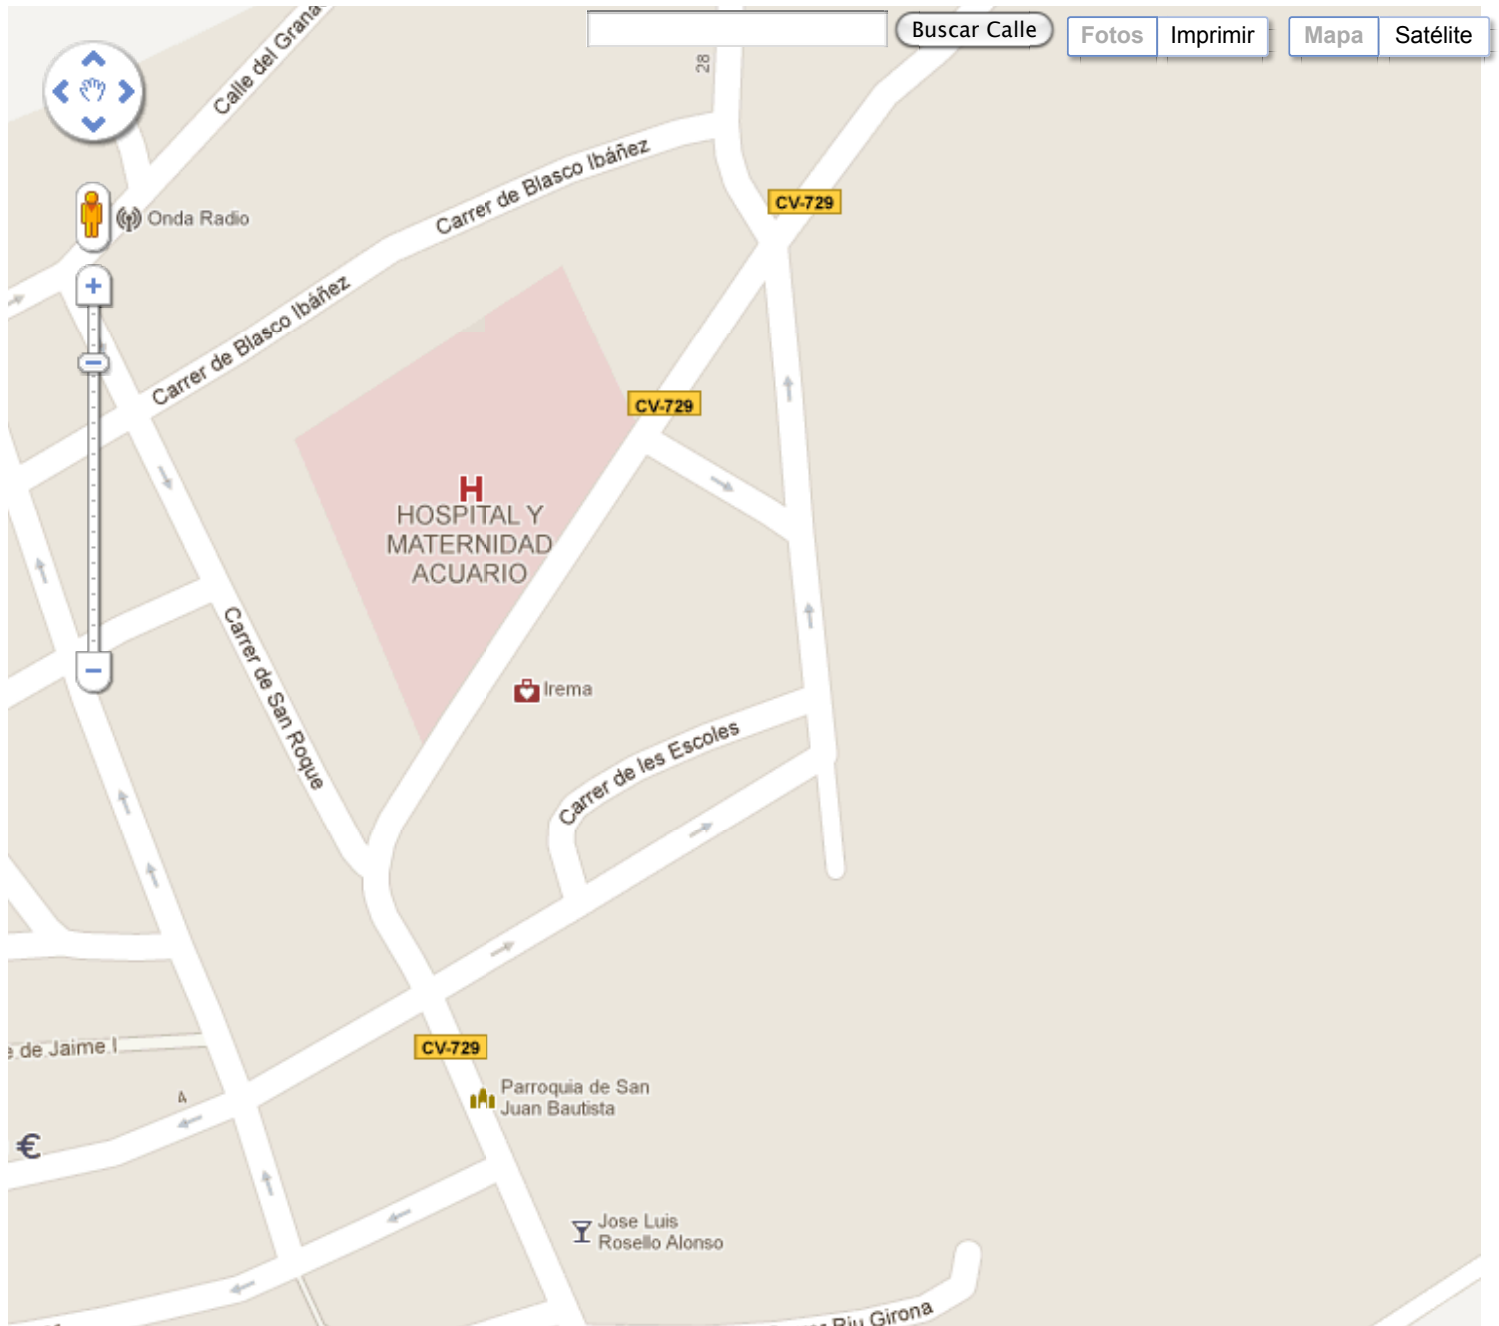 Buscar Calle
Fotos
Imprimir
Mapa
Satélite
Calle del Grana
28
Carrer de Blasco Ibáñez
CV-729
Onda Radio
Carrer de Blasco Ibáñez
CV-729
H
HOSPITAL Y
MATERNIDAD
ACUARIO
Carrer de San Roque
Irema
Carrer de les Escoles
CV-729
e de Jaime I
4
Parroquia de San
Juan Bautista
€
Jose Luis
Rosello Alonso
Riu Girona